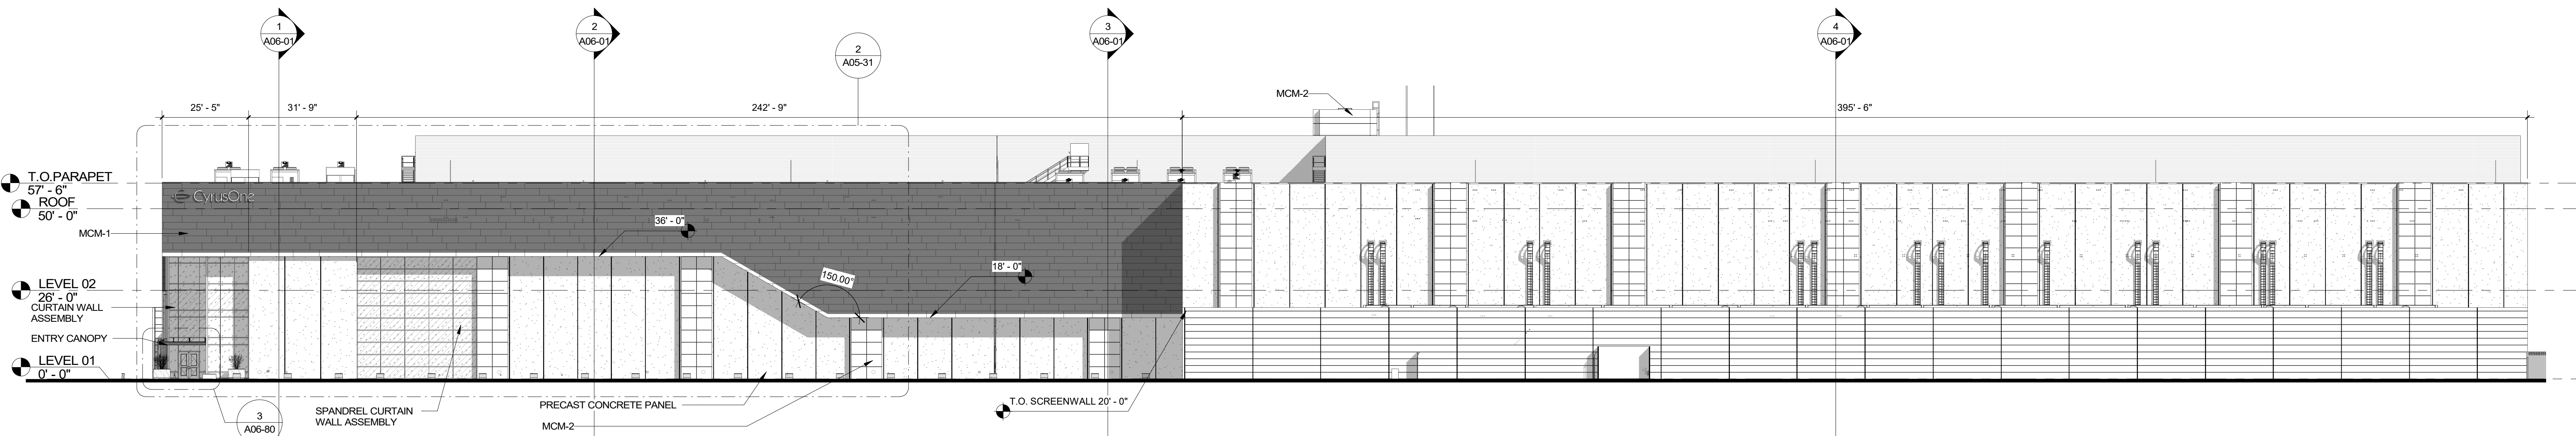 1
A06-01
2
A06-01
2
A05-31
3
A06-01
4
A06-01
25' - 5"
31' - 9"
242' - 9"
MCM-2
395' - 6"
T.O.PARAPET
57' - 6"
ROOF
50' - 0"
CyrusOne
MCM-1
36' - 0"
18' - 0"
150.00°
LEVEL 02
26' - 0"
CURTAIN WALL
ASSEMBLY
ENTRY CANOPY
LEVEL 01
0' - 0"
3
A06-80
SPANDREL CURTAIN
WALL ASSEMBLY
PRECAST CONCRETE PANEL
MCM-2
T.O. SCREENWALL 20' - 0"